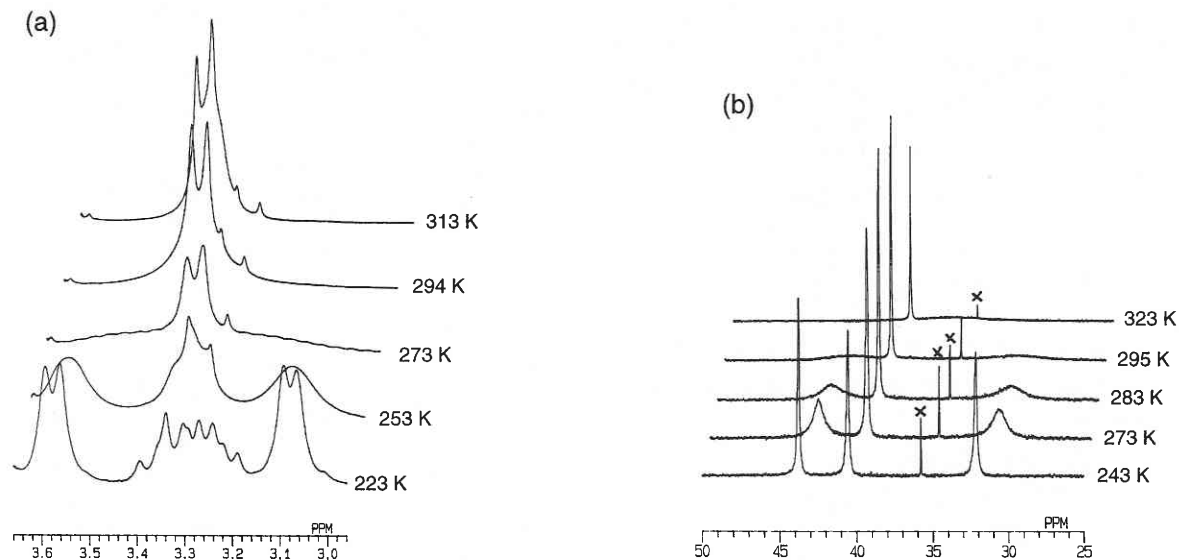 (a)
313 K
294 K
273 K
253 K
223 K
PPM
3.6 3.5 3.4 3.3 3.2 3.1 3.0
(b)
x
323 K
x
x
295 K
283 K
x
273 K
243 K
PPM
50 45 40 35 30 25